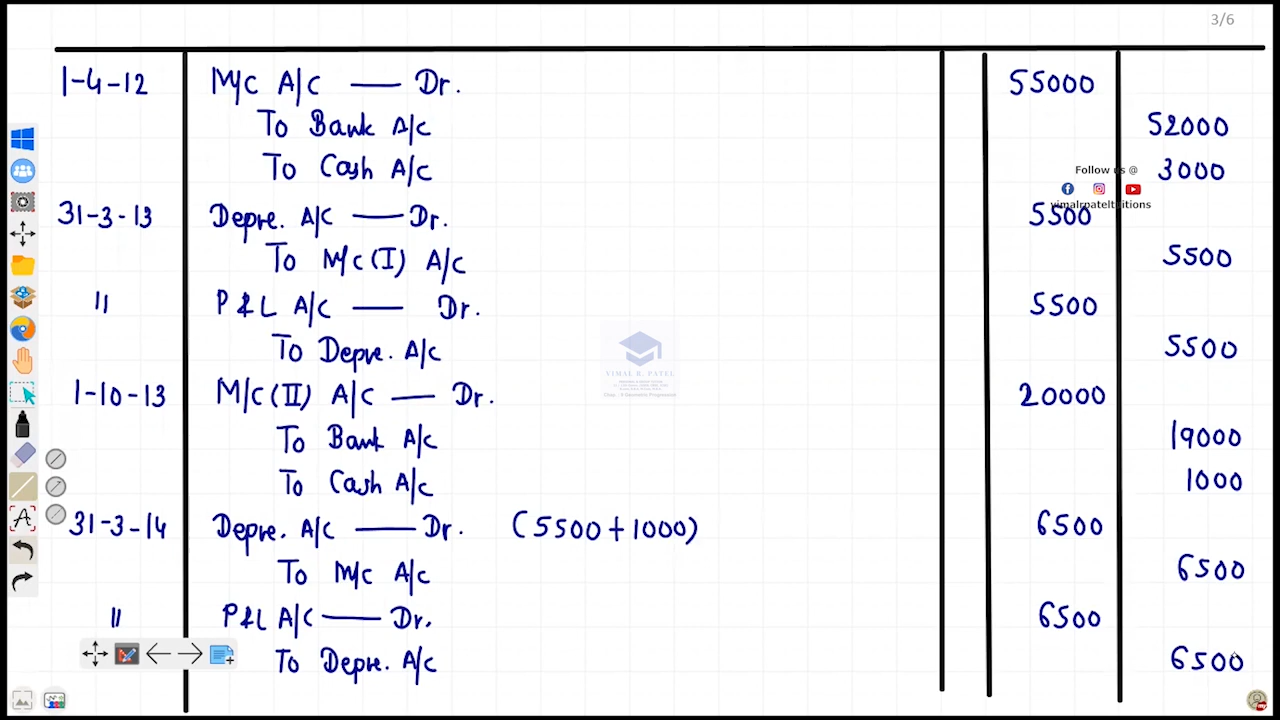 3/6
1-4-12 M/C A/C — Dr. 55000
To Bank A/C 52000
To Cash A/C 3000
Follow us @
vimalrpateltuitions
31-3-13 Depre. A/C — Dr. 5500
To M/C (I) A/C 5500
" P&L A/C — Dr. 5500
To Depre. A/C 5500
VIMAL R. PATEL
1-10-13 M/C (II) A/C — Dr. 20000
To Bank A/C 19000
To Cash A/C 1000
31-3-14 Depre. A/C — Dr. (5500+1000) 6500
To M/C A/C 6500
" P&L A/C — Dr. 6500
To Depre. A/C 6500